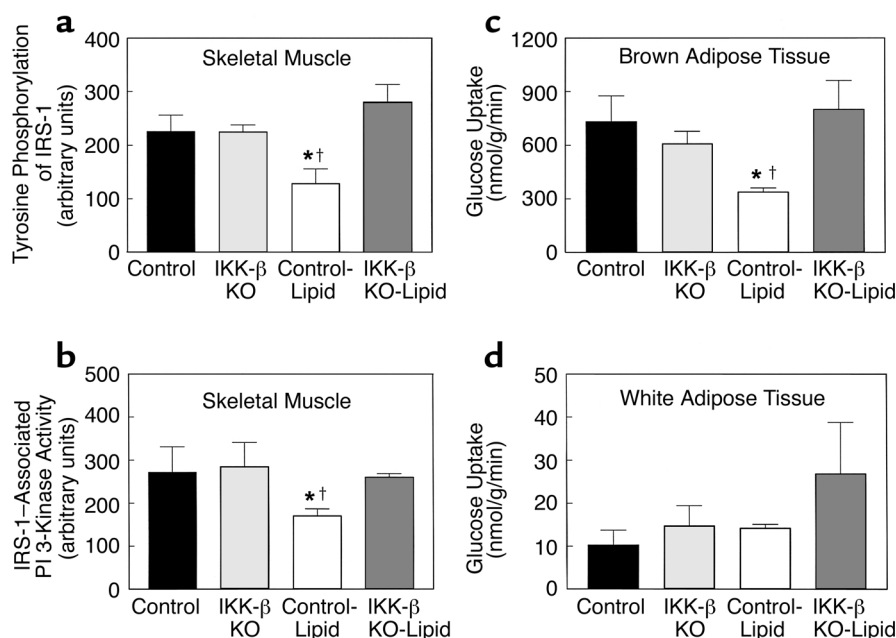 a
Tyrosine Phosphorylation
of IRS-1
(arbitrary units)
400
300
200
100
0
Skeletal Muscle
*†
Control
IKK-β
KO
Control-
Lipid
IKK-β
KO-Lipid
c
Glucose Uptake
(nmol/g/min)
1200
900
600
300
0
Brown Adipose Tissue
* †
Control
IKK-β
KO
Control-
Lipid
IKK-β
KO-Lipid
b
IRS-1–Associated
PI 3-Kinase Activity
(arbitrary units)
500
400
300
200
100
0
Skeletal Muscle
*†
Control
IKK-β
KO
Control-
Lipid
IKK-β
KO-Lipid
d
Glucose Uptake
(nmol/g/min)
50
40
30
20
10
0
White Adipose Tissue
Control
IKK-β
KO
Control-
Lipid
IKK-β
KO-Lipid